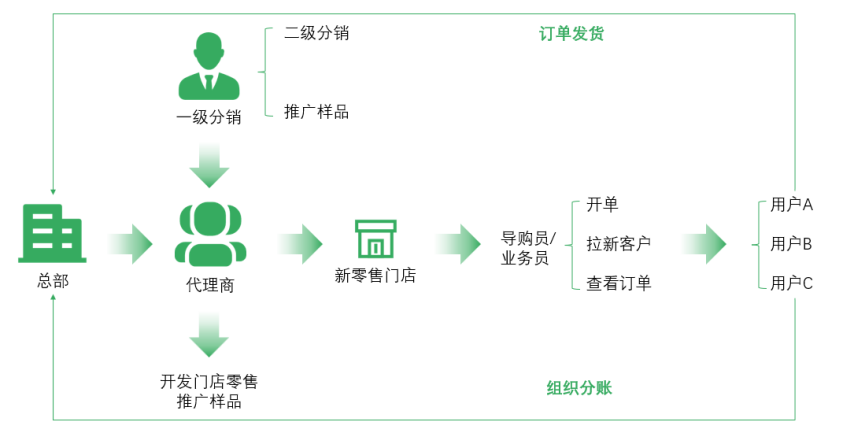 二级分销
订单发货
推广样品
一级分销
总部
代理商
新零售门店
导购员/
业务员
开单
拉新客户
查看订单
用户A
用户B
用户C
开发门店零售
推广样品
组织分账